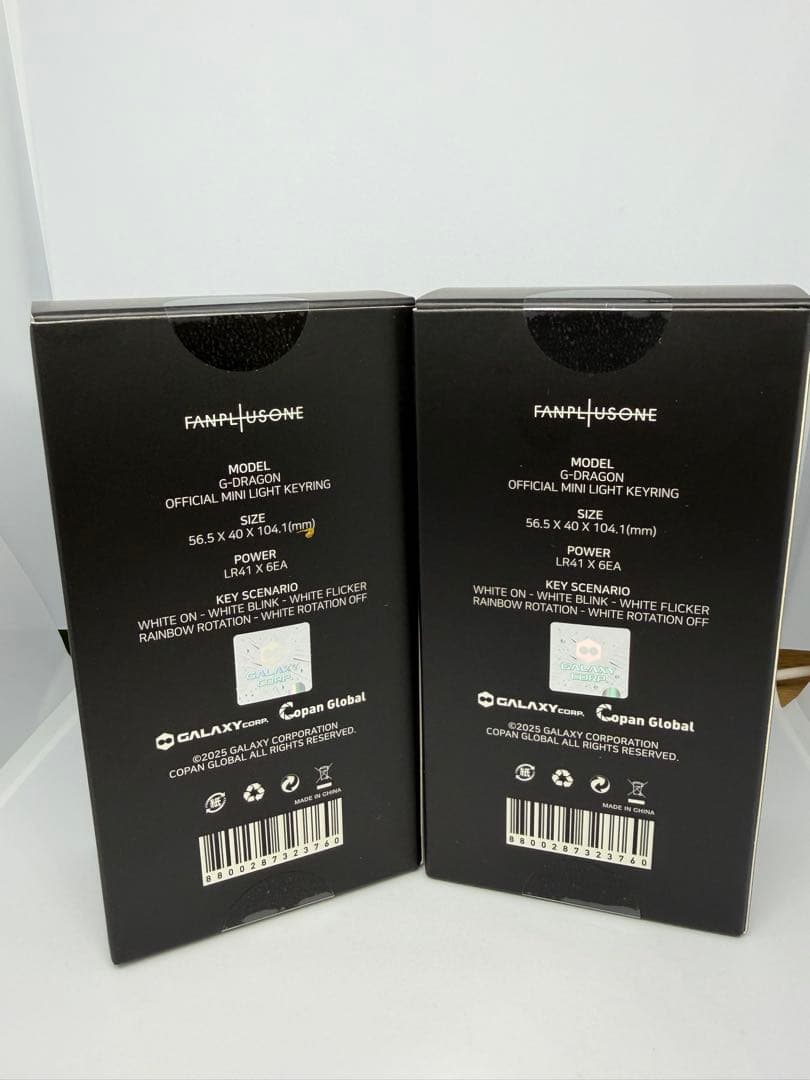 FANPLUSONE
MODEL
G-DRAGON
OFFICIAL MINI LIGHT KEYRING
SIZE
56.5 X 40 X 104.1(mm)
POWER
LR41 X 6EA
KEY SCENARIO
WHITE ON - WHITE BLINK - WHITE FLICKER
RAINBOW ROTATION - WHITE ROTATION OFF
GALAXY
CORP.
GALAXY CORP. Copan Global
©2025 GALAXY CORPORATION
COPAN GLOBAL ALL RIGHTS RESERVED.
MADE IN CHINA
8800287323760
FANPLUSONE
MODEL
G-DRAGON
OFFICIAL MINI LIGHT KEYRING
SIZE
56.5 X 40 X 104.1(mm)
POWER
LR41 X 6EA
KEY SCENARIO
WHITE ON - WHITE BLINK - WHITE FLICKER
RAINBOW ROTATION - WHITE ROTATION OFF
GALAXY
CORP.
GALAXY CORP. Copan Global
©2025 GALAXY CORPORATION
COPAN GLOBAL ALL RIGHTS RESERVED.
MADE IN CHINA
8800287323760